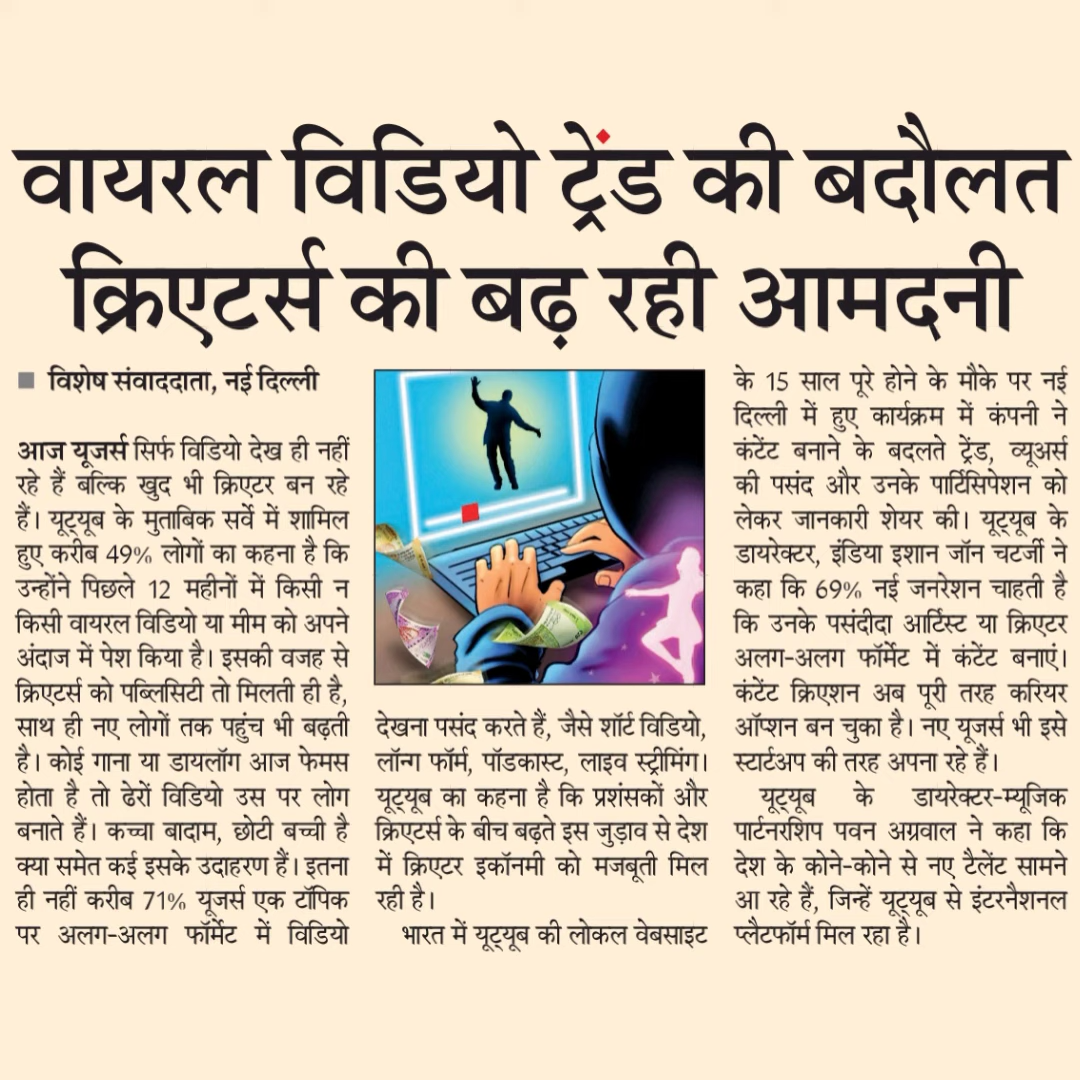 वायरल विडियो ट्रेंड की बदौलत
क्रिएटर्स की बढ़ रही आमदनी
■ विशेष संवाददाता, नई दिल्ली
आज यूजर्स सिर्फ विडियो देख ही नहीं
रहे हैं बल्कि खुद भी क्रिएटर बन रहे
हैं। यूट्यूब के मुताबिक सर्वे में शामिल
हुए करीब 49% लोगों का कहना है कि
उन्होंने पिछले 12 महीनों में किसी न
किसी वायरल विडियो या मीम को अपने
अंदाज में पेश किया है। इसकी वजह से
क्रिएटर्स को पब्लिसिटी तो मिलती ही है,
साथ ही नए लोगों तक पहुंच भी बढ़ती
है। कोई गाना या डायलॉग आज फेमस
होता है तो ढेरों विडियो उस पर लोग
बनाते हैं। कच्चा बादाम, छोटी बच्ची है
क्या समेत कई इसके उदाहरण हैं। इतना
ही नहीं करीब 71% यूजर्स एक टॉपिक
पर अलग-अलग फॉर्मेट में विडियो
देखना पसंद करते हैं, जैसे शॉर्ट विडियो,
लॉन्ग फॉर्म, पॉडकास्ट, लाइव स्ट्रीमिंग।
यूट्यूब का कहना है कि प्रशंसकों और
क्रिएटर्स के बीच बढ़ते इस जुड़ाव से देश
में क्रिएटर इकॉनमी को मजबूती मिल
रही है।
भारत में यूट्यूब की लोकल वेबसाइट
के 15 साल पूरे होने के मौके पर नई
दिल्ली में हुए कार्यक्रम में कंपनी ने
कंटेंट बनाने के बदलते ट्रेंड, व्यूअर्स
की पसंद और उनके पार्टिसिपेशन को
लेकर जानकारी शेयर की। यूट्यूब के
डायरेक्टर, इंडिया इशान जॉन चटर्जी ने
कहा कि 69% नई जनरेशन चाहती है
कि उनके पसंदीदा आर्टिस्ट या क्रिएटर
अलग-अलग फॉर्मेट में कंटेंट बनाएं।
कंटेंट क्रिएशन अब पूरी तरह करियर
ऑप्शन बन चुका है। नए यूजर्स भी इसे
स्टार्टअप की तरह अपना रहे हैं।
यूट्यूब के डायरेक्टर-म्यूजिक
पार्टनरशिप पवन अग्रवाल ने कहा कि
देश के कोने-कोने से नए टैलेंट सामने
आ रहे हैं, जिन्हें यूट्यूब से इंटरनैशनल
प्लैटफॉर्म मिल रहा है।